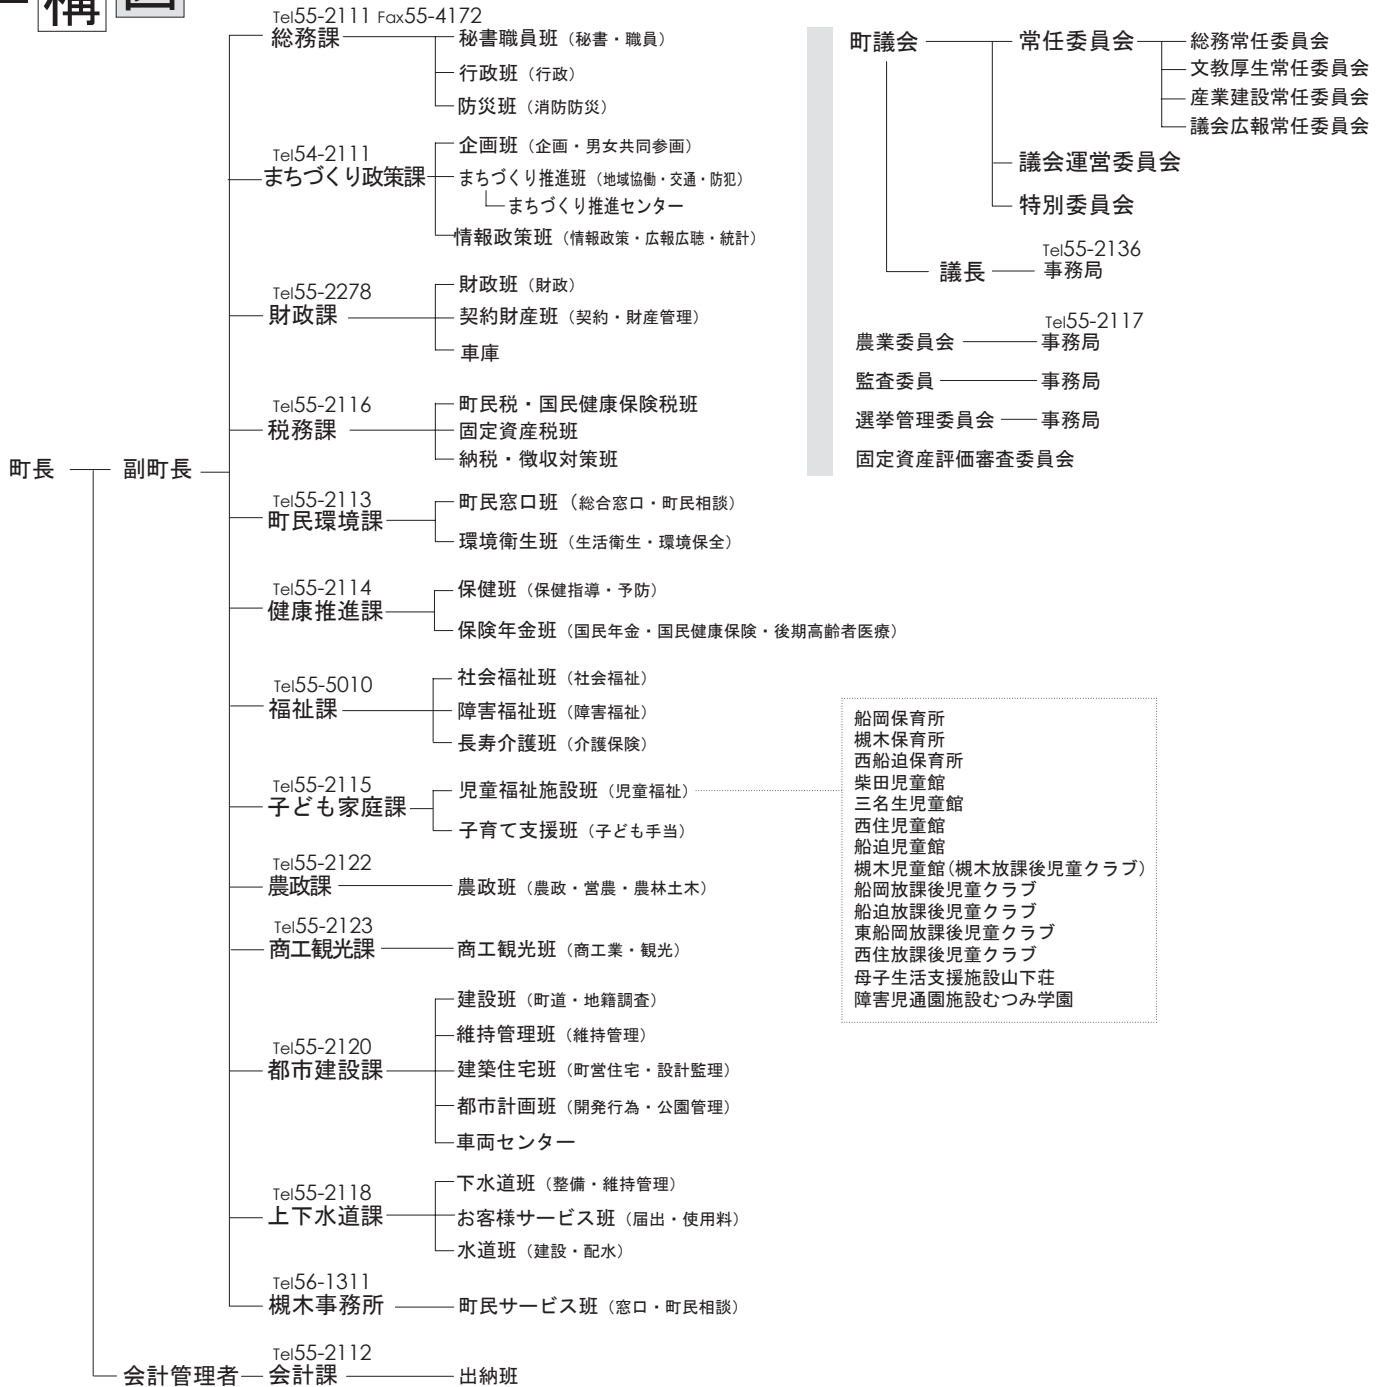 構図
Tel55-2111 Fax55-4172
総務課
秘書職員班（秘書・職員）
行政班（行政）
防災班（消防防災）
Tel54-2111
まちづくり政策課
企画班（企画・男女共同参画）
まちづくり推進班（地域協働・交通・防犯）
まちづくり推進センター
情報政策班（情報政策・広報広聴・統計）
Tel55-2278
財政課
財政班（財政）
契約財産班（契約・財産管理）
車庫
Tel55-2116
税務課
町民税・国民健康保険税班
固定資産税班
納税・徴収対策班
町長
副町長
Tel55-2113
町民環境課
町民窓口班（総合窓口・町民相談）
環境衛生班（生活衛生・環境保全）
Tel55-2114
健康推進課
保健班（保健指導・予防）
保険年金班（国民年金・国民健康保険・後期高齢者医療）
Tel55-5010
福祉課
社会福祉班（社会福祉）
障害福祉班（障害福祉）
長寿介護班（介護保険）
Tel55-2115
子ども家庭課
児童福祉施設班（児童福祉）
子育て支援班（子ども手当）
Tel55-2122
農政課
農政班（農政・営農・農林土木）
Tel55-2123
商工観光課
商工観光班（商工業・観光）
Tel55-2120
都市建設課
建設班（町道・地籍調査）
維持管理班（維持管理）
建築住宅班（町営住宅・設計監理）
都市計画班（開発行為・公園管理）
車両センター
Tel55-2118
上下水道課
下水道班（整備・維持管理）
お客様サービス班（届出・使用料）
水道班（建設・配水）
Tel56-1311
槻木事務所
町民サービス班（窓口・町民相談）
会計管理者
Tel55-2112
会計課
出納班
町議会
常任委員会
総務常任委員会
文教厚生常任委員会
産業建設常任委員会
議会広報常任委員会
議会運営委員会
特別委員会
議長
Tel55-2136
事務局
Tel55-2117
農業委員会 事務局
監査委員 事務局
選挙管理委員会 事務局
固定資産評価審査委員会
船岡保育所
槻木保育所
西船迫保育所
柴田児童館
三名生児童館
西住児童館
船迫児童館
槻木児童館（槻木放課後児童クラブ）
船岡放課後児童クラブ
船迫放課後児童クラブ
東船岡放課後児童クラブ
西住放課後児童クラブ
母子生活支援施設山下荘
障害児通園施設むつみ学園